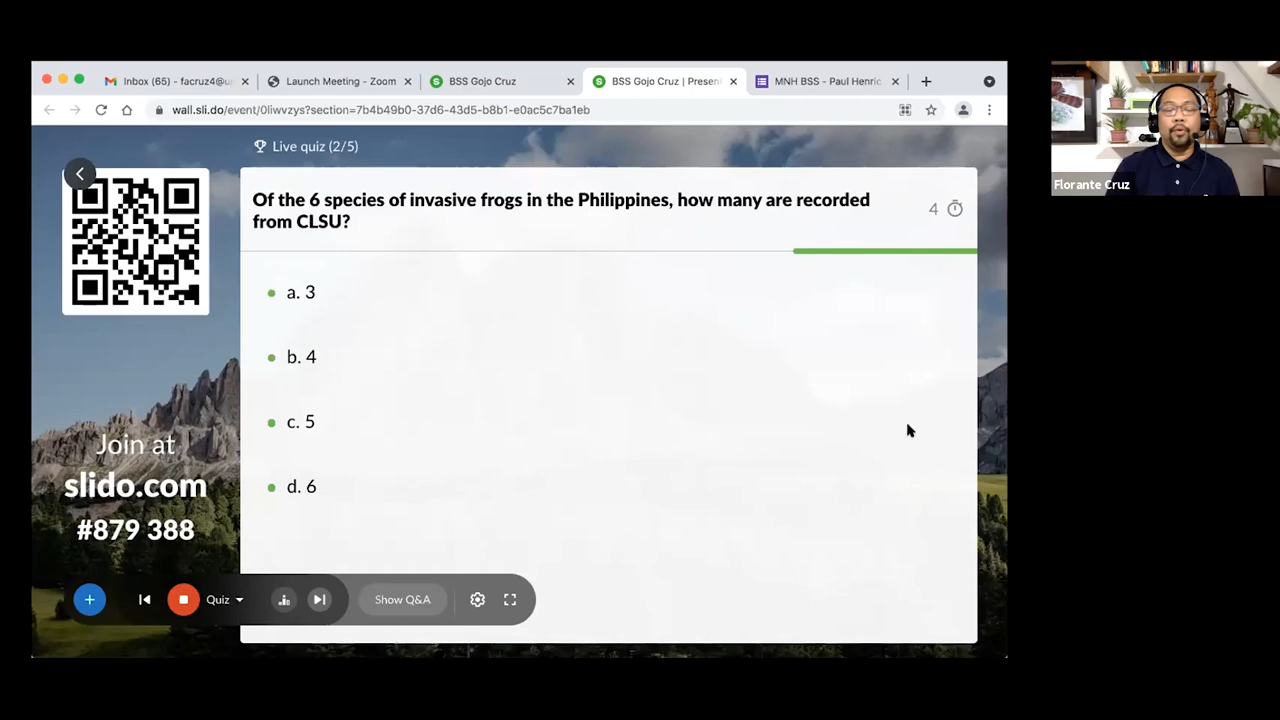 Inbox (65) - facruz4@u
Launch Meeting - Zoom
BSS Gojo Cruz
BSS Gojo Cruz | Present
MNH BSS - Paul Henric
wall.sli.do/event/0liwvzys?section=7b4b49b0-37d6-43d5-b8b1-e0ac5c7ba1eb
Live quiz (2/5)
Of the 6 species of invasive frogs in the Philippines, how many are recorded
from CLSU?
4
a. 3
b. 4
c. 5
d. 6
Join at
slido.com
#879 388
Quiz
Show Q&A
Florante Cruz